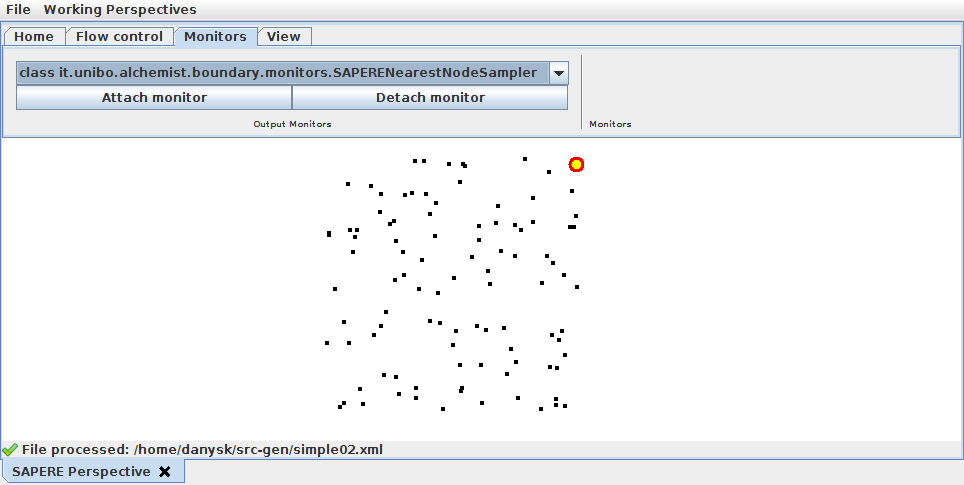 File Working Perspectives
Home Flow control Monitors View
class it.unibo.alchemist.boundary.monitors.SAPERENearestNodeSampler
Attach monitor Detach monitor
Output Monitors Monitors
File processed: /home/danysk/src-gen/simple02.xml
SAPERE Perspective